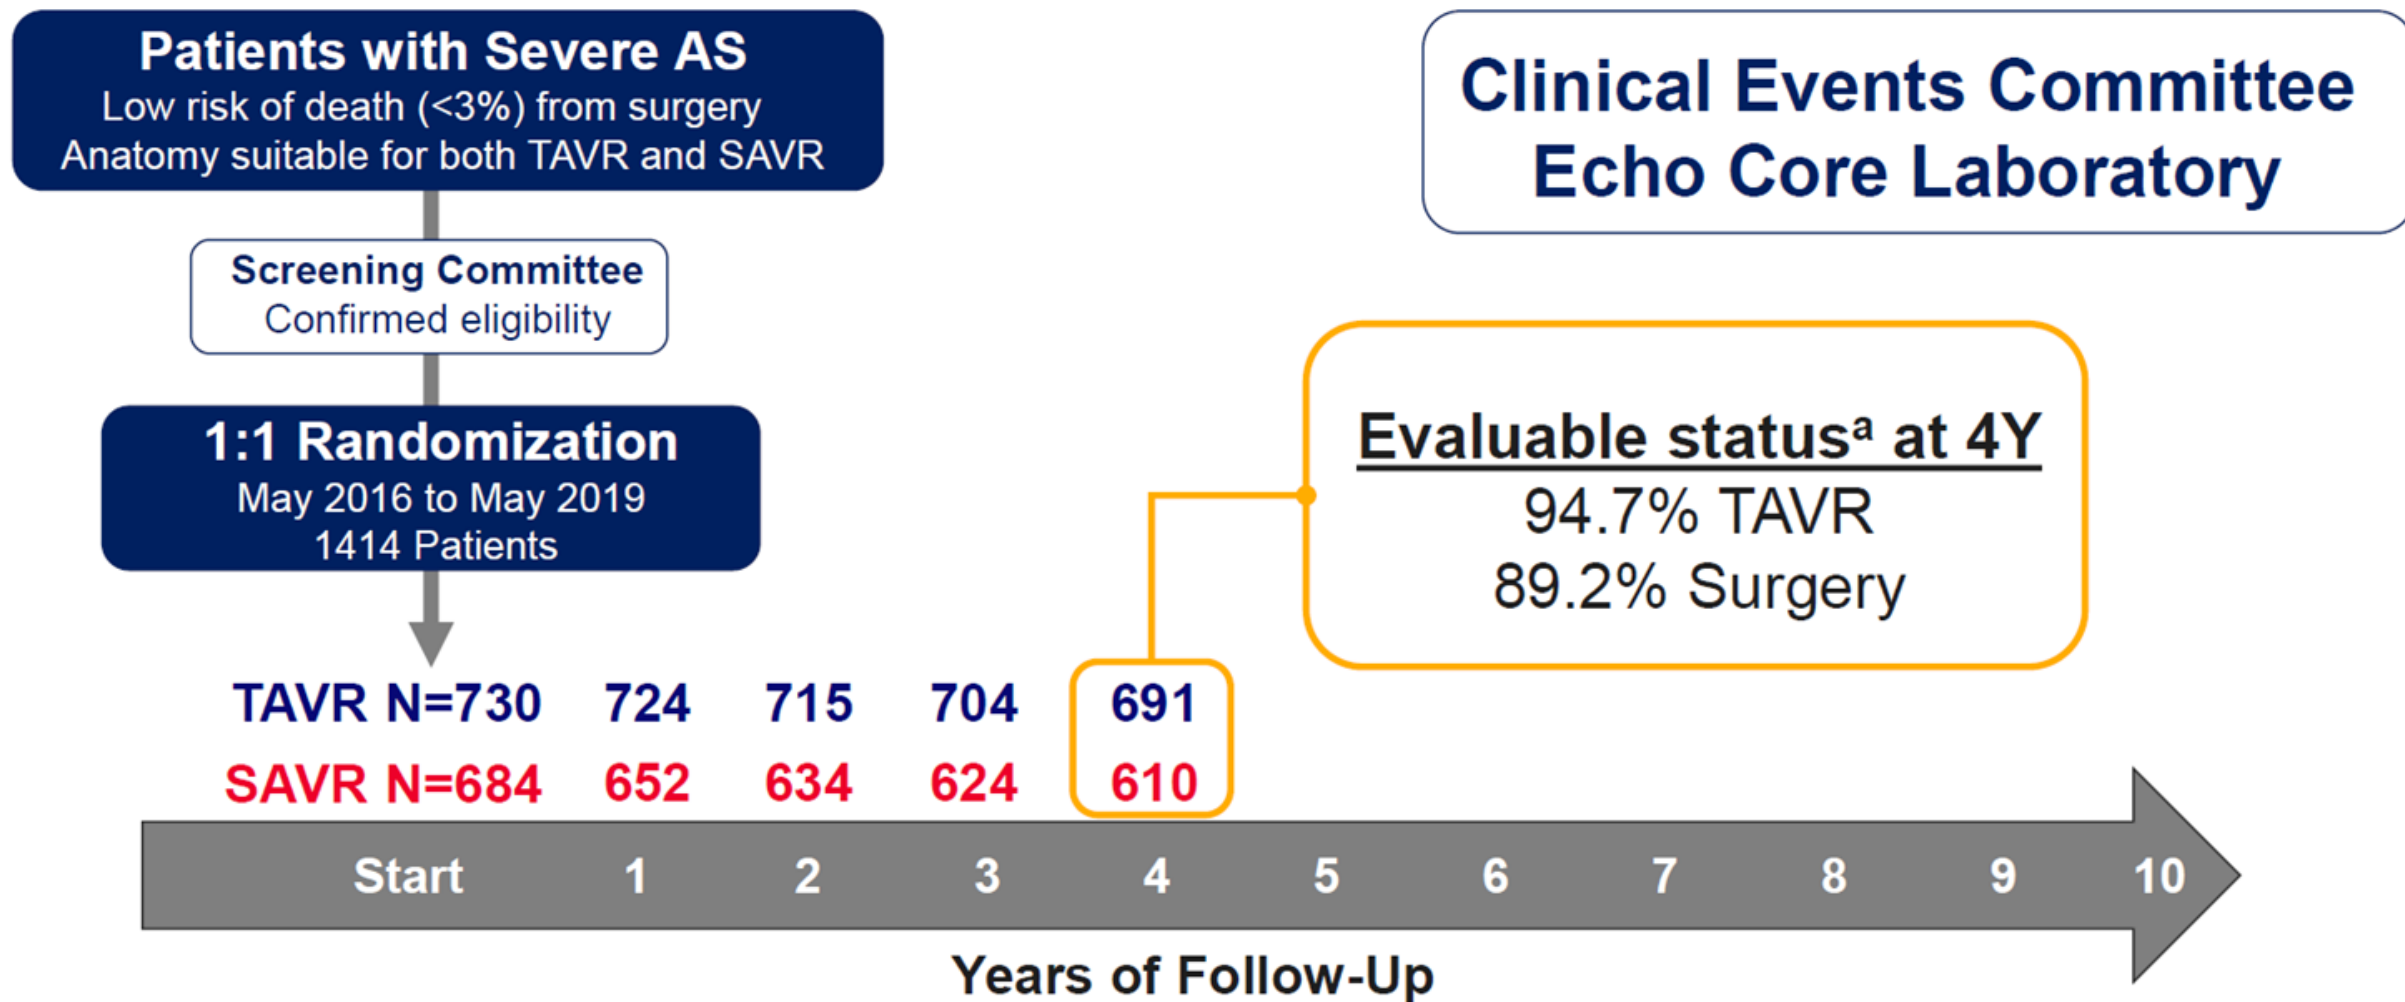 Patients with Severe AS
Low risk of death (<3%) from surgery
Anatomy suitable for both TAVR and SAVR
Clinical Events Committee
Echo Core Laboratory
Screening Committee
Confirmed eligibility
1:1 Randomization
May 2016 to May 2019
1414 Patients
Evaluable statusᵃ at 4Y
94.7% TAVR
89.2% Surgery
TAVR N=730 724 715 704 691
SAVR N=684 652 634 624 610
Start 1 2 3 4 5 6 7 8 9 10
Years of Follow-Up